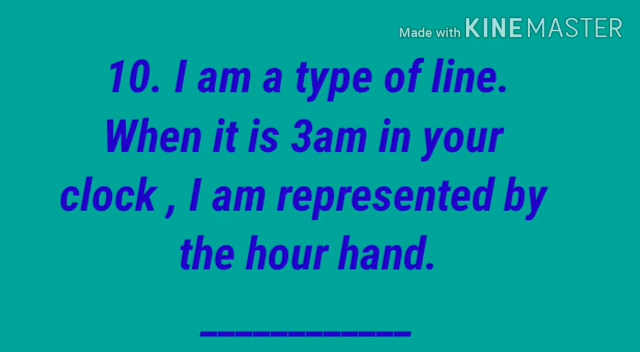 Made with KINEMASTER
10. I am a type of line.
When it is 3am in your
clock , I am represented by
the hour hand.
____________